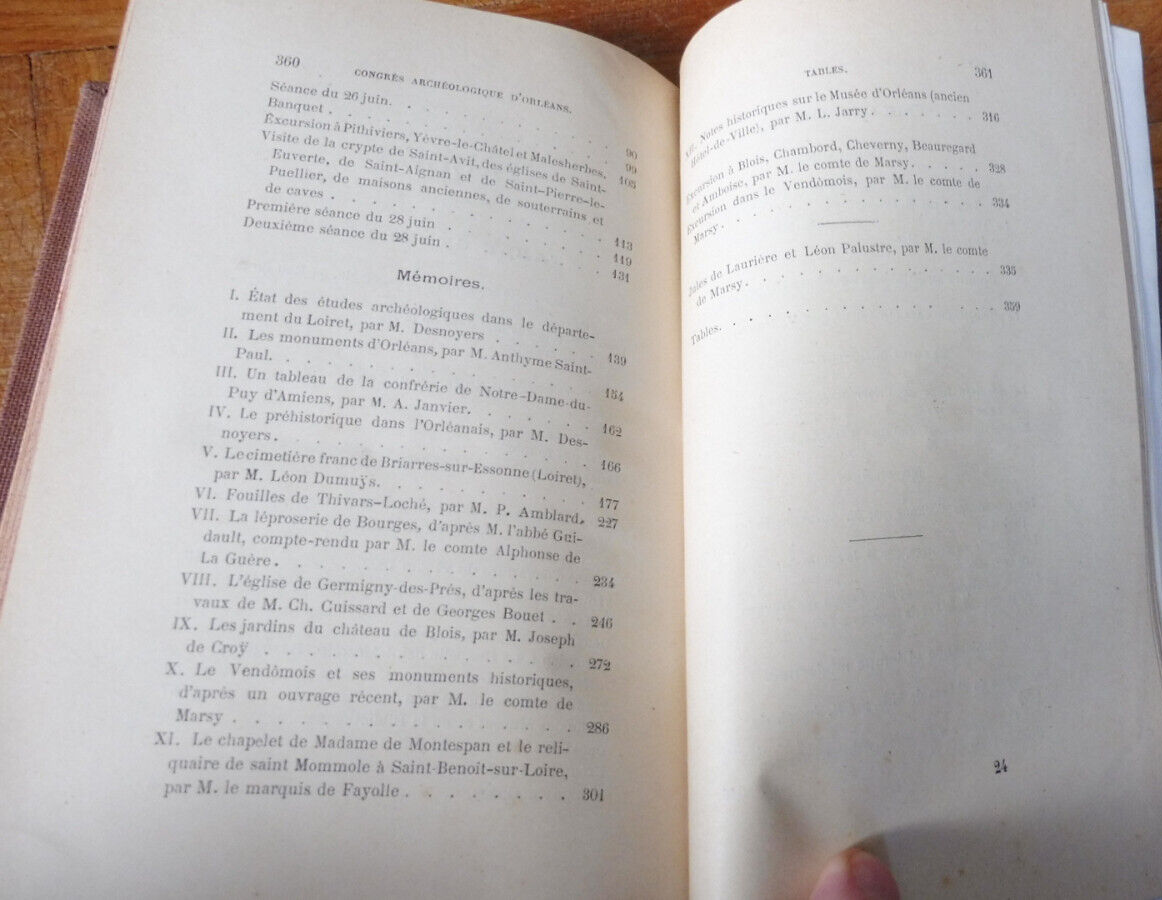 360 CONGRÈS ARCHÉOLOGIQUE D'ORLÉANS.
Séance du 26 juin. . . . . . . . . 90
Banquet . . . . . . . . . . . 99
Excursion à Pithiviers, Yèvre-le-Châtel et Malesherbes. 105
Visite de la crypte de Saint-Avit, des églises de Saint-
Euverte, de Saint-Aignan et de Saint-Pierre-le-
Puellier, de maisons anciennes, de souterrains et
de caves . . . . . . . . . . . 113
Première séance du 28 juin . . . . . . . 119
Deuxième séance du 28 juin . . . . . . . 131
Mémoires.
I. État des études archéologiques dans le départe-
ment du Loiret, par M. Desnoyers . . . . . . 139
II. Les monuments d'Orléans, par M. Anthyme Saint-
Paul. . . . . . . . . . . . . 154
III. Un tableau de la confrérie de Notre-Dame-du-
Puy d'Amiens, par M. A. Janvier. . . . . . 162
IV. Le préhistorique dans l'Orléanais, par M. Des-
noyers . . . . . . . . . . . . 166
V. Le cimetière franc de Briarres-sur-Essonne (Loiret),
par M. Léon Dumuÿs. . . . . . . . . 177
VI. Fouilles de Thivars-Loché, par M. P. Amblard. 227
VII. La léproserie de Bourges, d'après M. l'abbé Gui-
dault, compte-rendu par M. le comte Alphonse de
La Guère. . . . . . . . . . . . 234
VIII. L'église de Germigny-des-Prés, d'après les tra-
vaux de M. Ch. Cuissard et de Georges Bouet . . 246
IX. Les jardins du château de Blois, par M. Joseph
de Croÿ . . . . . . . . . . . . 272
X. Le Vendômois et ses monuments historiques,
d'après un ouvrage récent, par M. le comte de
Marsy . . . . . . . . . . . . . 286
XI. Le chapelet de Madame de Montespan et le reli-
quaire de saint Mommole à Saint-Benoît-sur-Loire,
par M. le marquis de Fayolle . . . . . . . 301
TABLES. 361
XII. Notes historiques sur le Musée d'Orléans (ancien
Hôtel-de-Ville), par M. L. Jarry. . . . . . . 316
Excursion à Blois, Chambord, Cheverny, Beauregard
et Amboise, par M. le comte de Marsy. . . . . 328
Excursion dans le Vendômois, par M. le comte de
Marsy. . . . . . . . . . . . . 334
Jules de Laurière et Léon Palustre, par M. le comte
de Marsy. . . . . . . . . . . . 335
Tables. . . . . . . . . . . . . 359
24